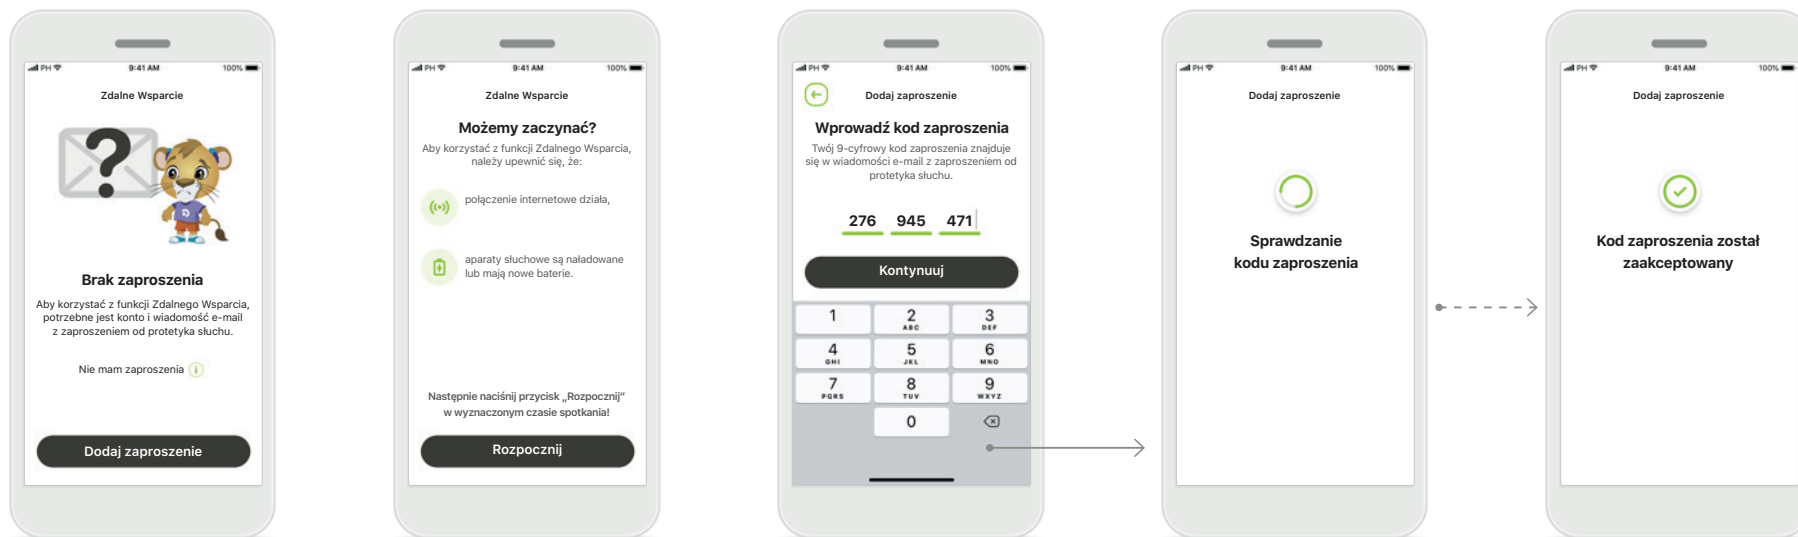 PH 9:41 AM 100%
Zdalne Wsparcie
?
Brak zaproszenia
Aby korzystać z funkcji Zdalnego Wsparcia,
potrzebne jest konto i wiadomość e-mail
z zaproszeniem od protetyka słuchu.
Nie mam zaproszenia i
Dodaj zaproszenie
PH 9:41 AM 100%
Zdalne Wsparcie
Możemy zaczynać?
Aby korzystać z funkcji Zdalnego Wsparcia,
należy upewnić się, że:
połączenie internetowe działa,
aparaty słuchowe są naładowane
lub mają nowe baterie.
Następnie naciśnij przycisk „Rozpocznij”
w wyznaczonym czasie spotkania!
Rozpocznij
PH 9:41 AM 100%
Dodaj zaproszenie
Wprowadź kod zaproszenia
Twój 9-cyfrowy kod zaproszenia znajduje
się w wiadomości e-mail z zaproszeniem od
protetyka słuchu.
276 945 471
Kontynuuj
1 2 3
ABC DEF
4 5 6
GHI JKL MNO
7 8 9
PQRS TUV WXYZ
0
PH 9:41 AM 100%
Dodaj zaproszenie
Sprawdzanie
kodu zaproszenia
PH 9:41 AM 100%
Dodaj zaproszenie
Kod zaproszenia został
zaakceptowany